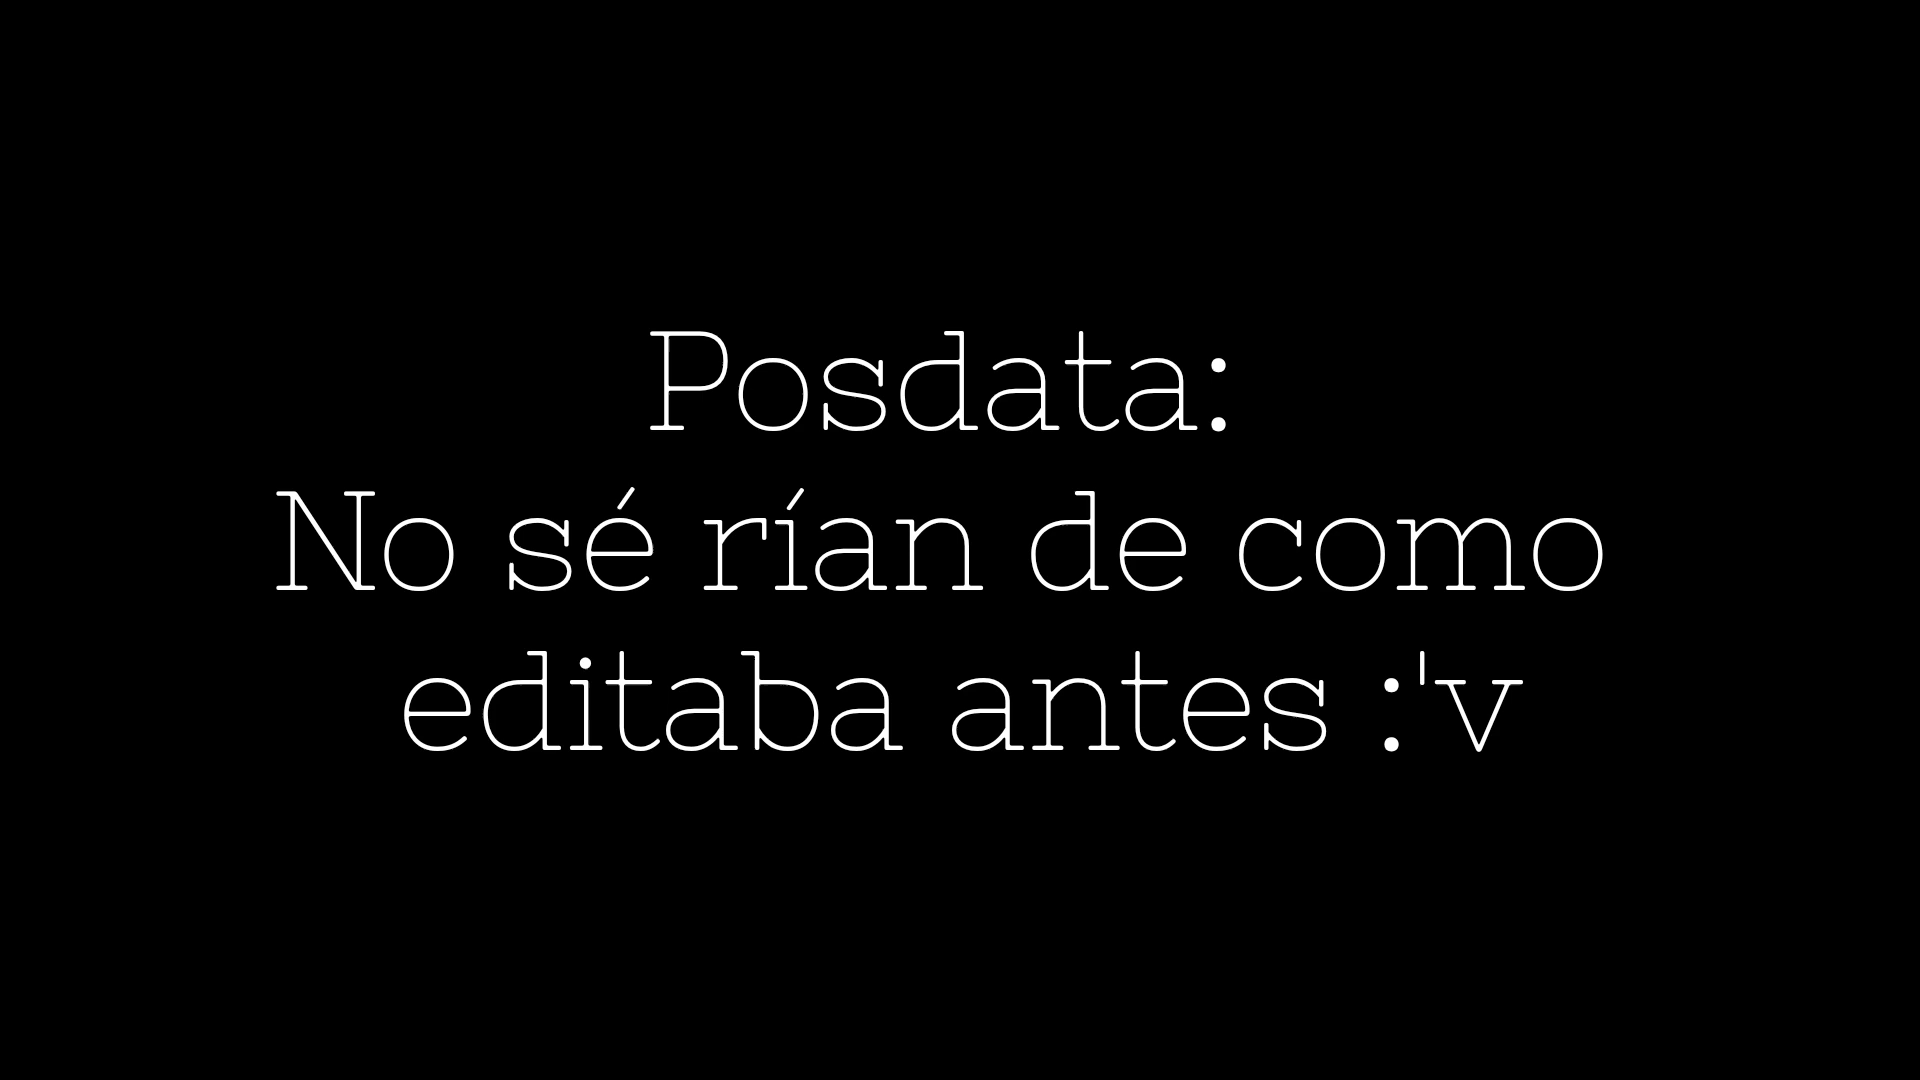 Posdata:
No sé rían de como
editaba antes :'v